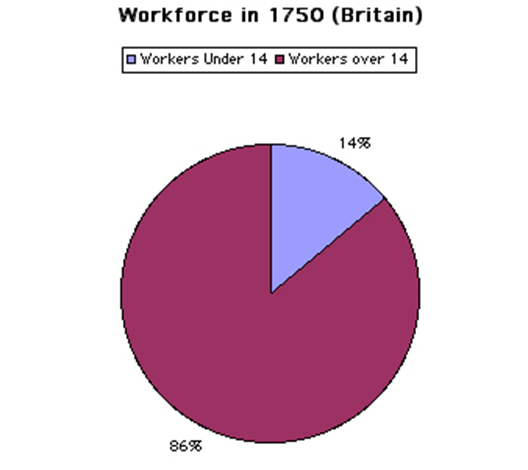 Workforce in 1750 (Britain)
Workers Under 14 Workers over 14
14%
86%